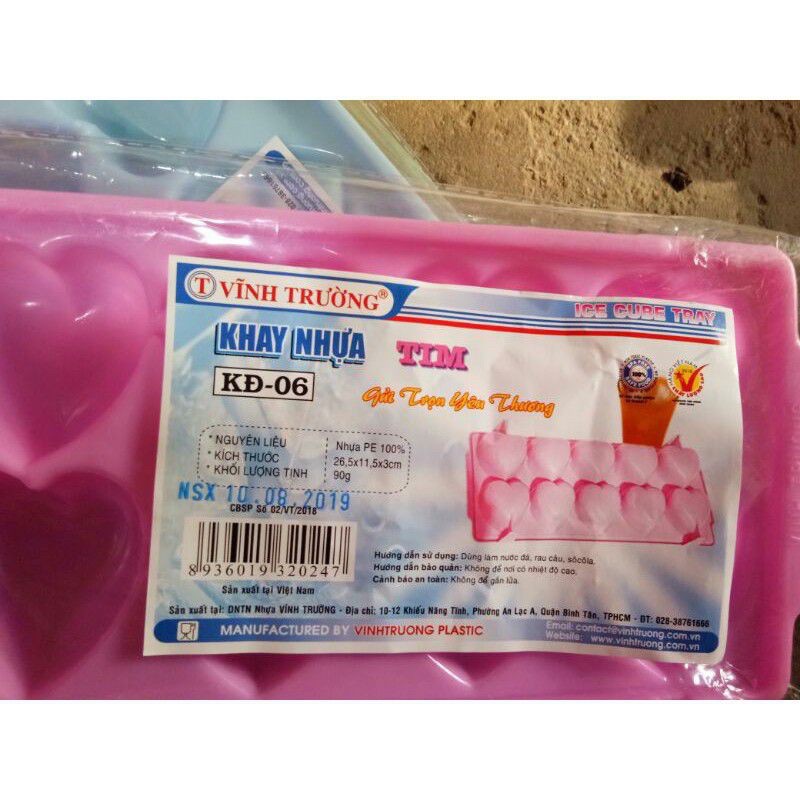 T VĨNH TRƯỜNG®
ICE CUBE TRAY
KHAY NHỰA TIM
KĐ-06
Gửi Trọn Yêu Thương
100%
* NGUYÊN LIỆU Nhựa PE 100%
* KÍCH THƯỚC 26,5x11,5x3cm
* KHỐI LƯỢNG TỊNH 90g
NSX 10.08.2019
CBSP Số 02/VT/2018
8936019320247
Sản xuất tại Việt Nam
Hướng dẫn sử dụng: Dùng làm nước đá, rau câu, sôcôla.
Hướng dẫn bảo quản: Không để nơi có nhiệt độ cao.
Cảnh báo an toàn: Không để gần lửa.
Sản xuất tại: DNTN Nhựa VĨNH TRƯỜNG - Địa chỉ: 10-12 Khiếu Năng Tĩnh, Phường An Lạc A, Quận Bình Tân, TPHCM - ĐT: 028-38761666
MANUFACTURED BY VINHTRUONG PLASTIC
Email: contact@vinhtruong.com.vn
Website: www.vinhtruong.com.vn